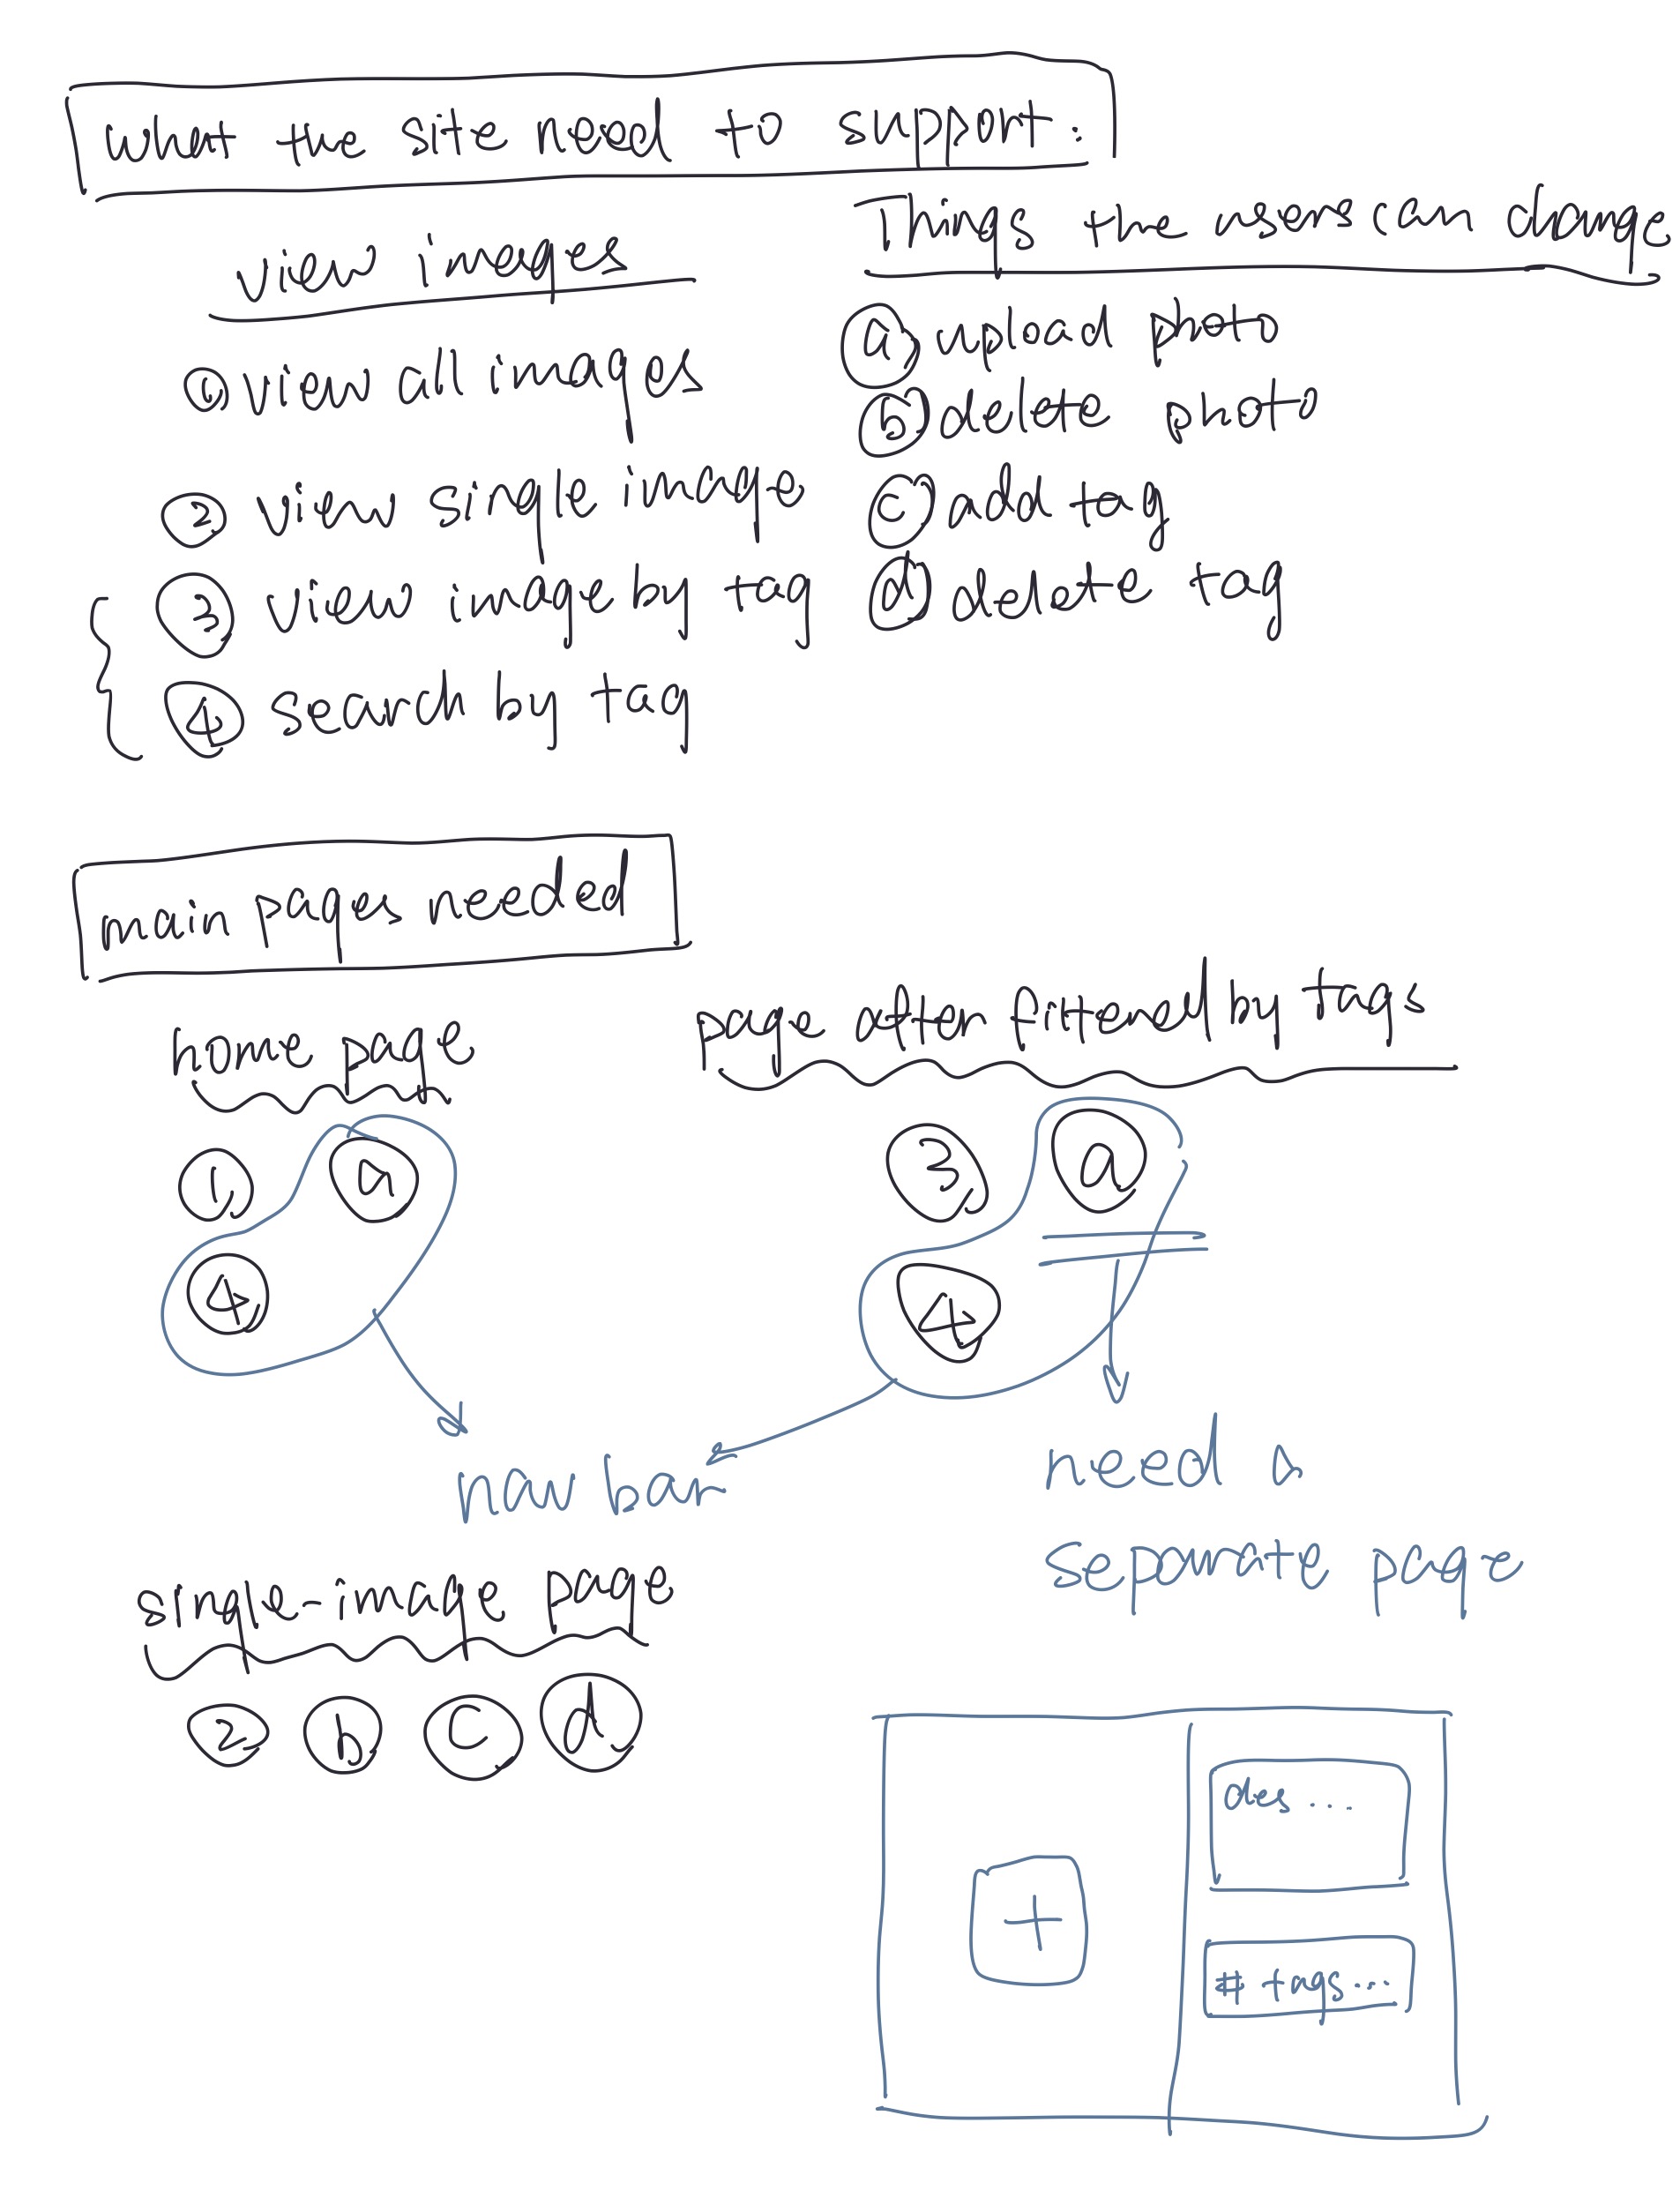 what the site need to support:
view images
① view all images
② view single image
③ view image by tag
④ search by tag
Things the users can change
ⓐ upload photo
ⓑ delete photo
ⓒ add tag
ⓓ delete tag
main pages needed
home page
①, ⓐ
④
page after filtered by tags
③, ⓐ
④
nav bar
need a
separate page
single-image page
② ⓑ ⓒ ⓓ
des ...
+
# tags ...